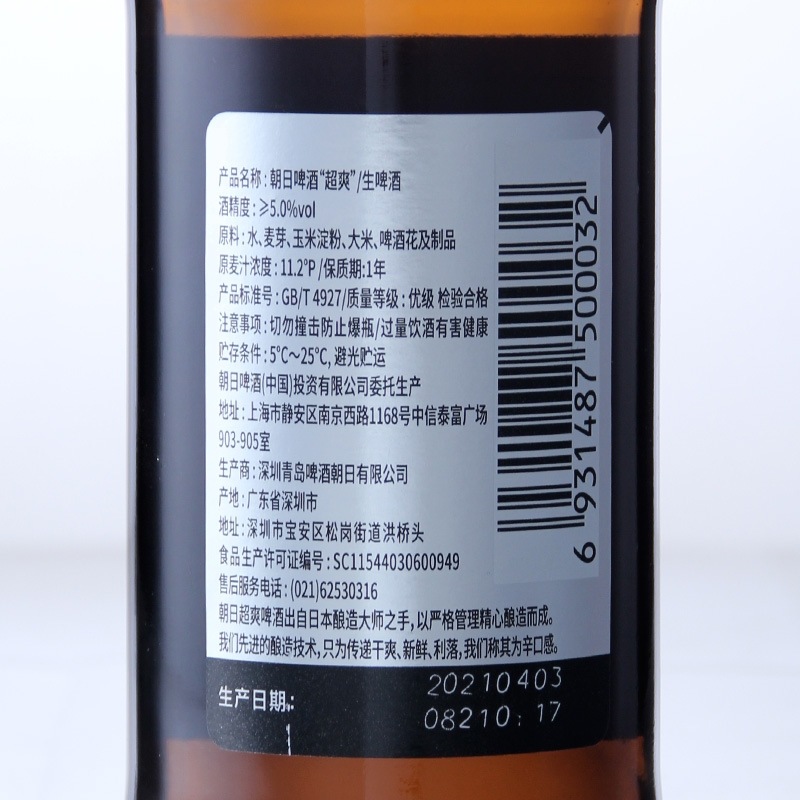 产品名称：朝日啤酒“超爽”/生啤酒
酒精度：≥5.0%vol
原料：水、麦芽、玉米淀粉、大米、啤酒花及制品
原麦汁浓度：11.2°P /保质期:1年
产品标准号：GB/T 4927/质量等级：优级 检验合格
注意事项：切勿撞击防止爆瓶/过量饮酒有害健康
贮存条件：5℃～25℃, 避光贮运
朝日啤酒(中国)投资有限公司委托生产
地址：上海市静安区南京西路1168号中信泰富广场
903-905室
生产商：深圳青岛啤酒朝日有限公司
产地：广东省深圳市
地址：深圳市宝安区松岗街道洪桥头
食品生产许可证编号：SC11544030600949
售后服务电话：(021)62530316
朝日超爽啤酒出自日本酿造大师之手,以严格管理精心酿造而成。
我们先进的酿造技术,只为传递干爽、新鲜、利落,我们称其为辛口感。
生产日期：
20210403
08210: 17
6 931487 500032